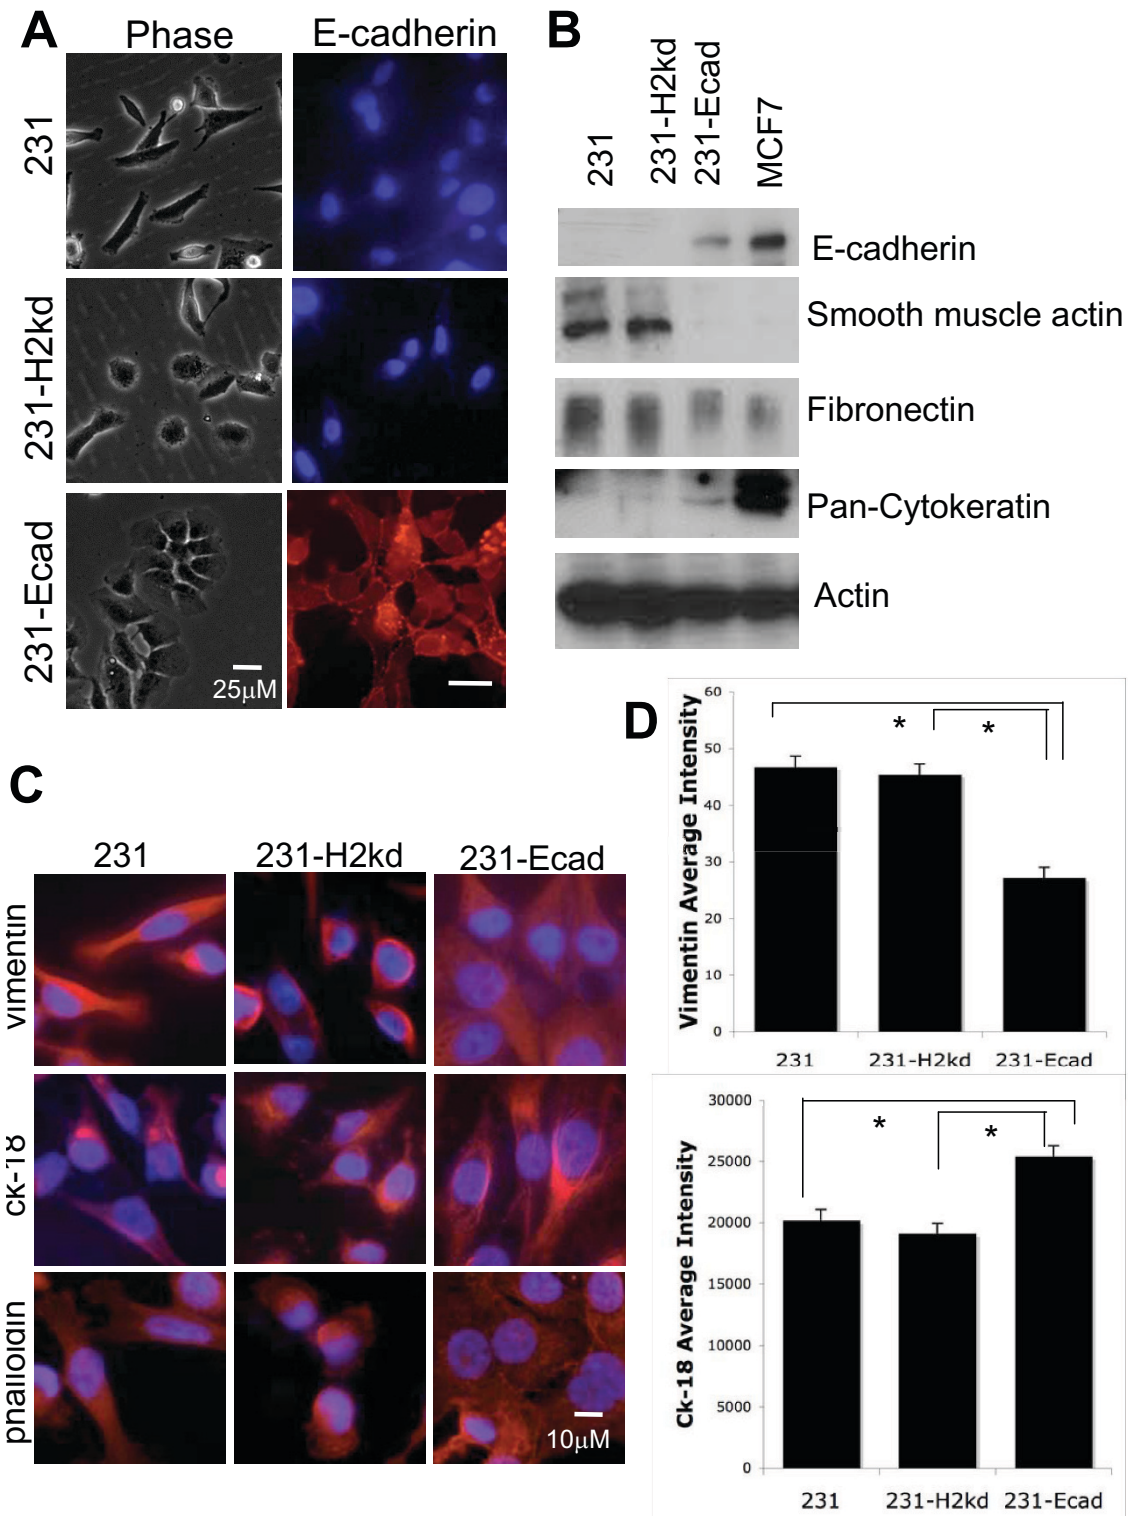 A
Phase
E-cadherin
231
231-H2kd
231-Ecad
25µM
B
231
231-H2kd
231-Ecad
MCF7
E-cadherin
Smooth muscle actin
Fibronectin
Pan-Cytokeratin
Actin
C
231
231-H2kd
231-Ecad
vimentin
ck-18
phalloidin
10µM
D
Vimentin Average Intensity
60
50
40
30
20
10
0
*
*
231
231-H2kd
231-Ecad
Ck-18 Average Intensity
30000
25000
20000
15000
10000
5000
0
*
*
231
231-H2kd
231-Ecad